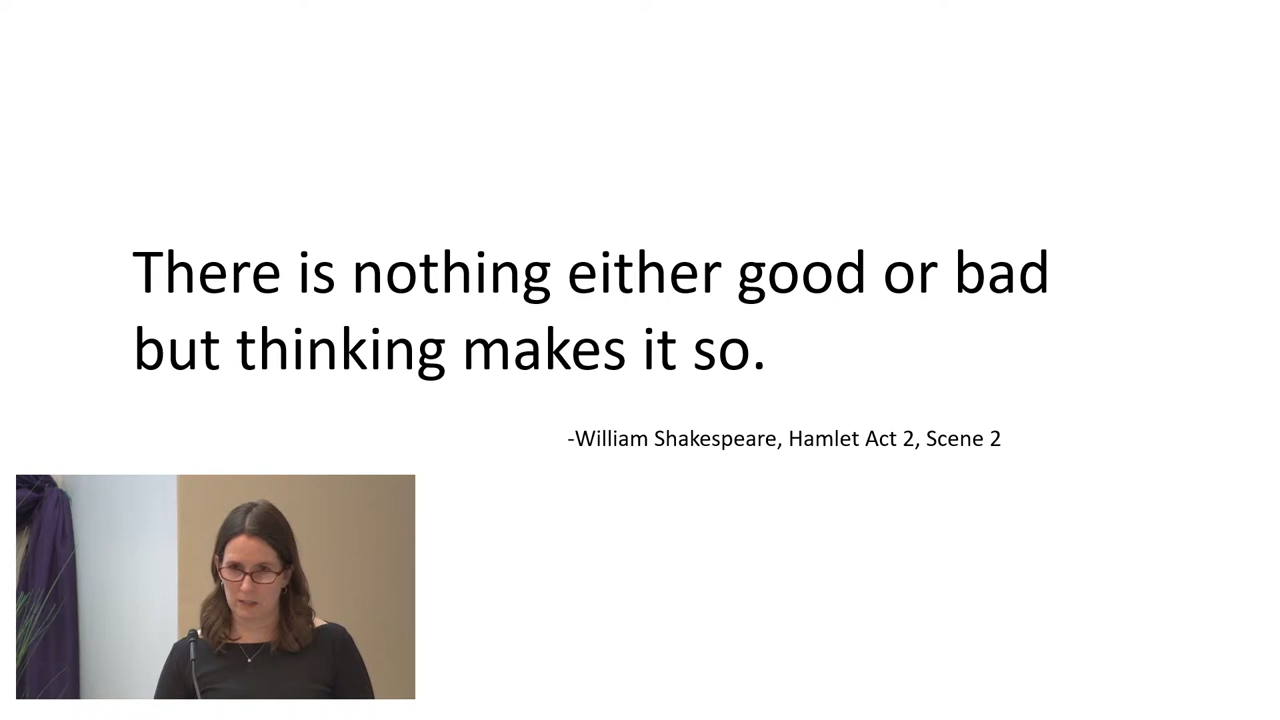 There is nothing either good or bad
but thinking makes it so.
-William Shakespeare, Hamlet Act 2, Scene 2